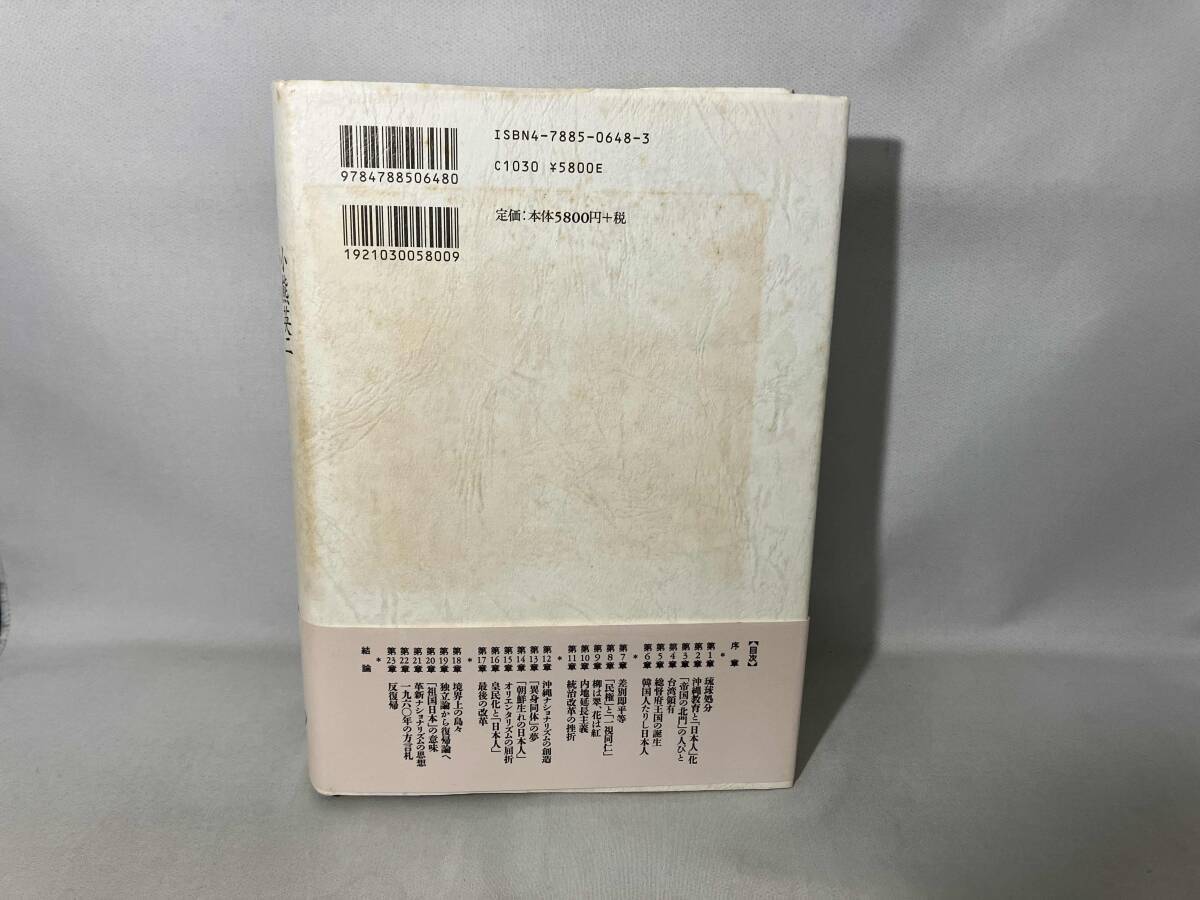 ISBN4-7885-0648-3
C1030 ¥5800E
9784788506480
定価：本体5800円+税
1921030058009
小熊英二
【目次】
序章
*
第1章 琉球処分
第2章 沖縄教育と「日本人」化
第3章 「帝国の北門」の人びと
第4章 台湾領有
第5章 総督府王国の誕生
第6章 韓国人たりし日本人
*
第7章 差別即平等
第8章 「民権」と「一視同仁」
第9章 柳は翠、花は紅
第10章 内地延長主義
第11章 統治改革の挫折
*
第12章 沖縄ナショナリズムの創造
第13章 「異身同体」の夢
第14章 「朝鮮生れの日本人」
第15章 オリエンタリズムの屈折
第16章 皇民化と「日本人」
第17章 最後の改革
*
第18章 境界上の島々
第19章 独立論から復帰論へ
第20章 「祖国日本」の意味
第21章 革新ナショナリズムの思想
第22章 一九六〇年の方言札
第23章 反復帰
*
結論